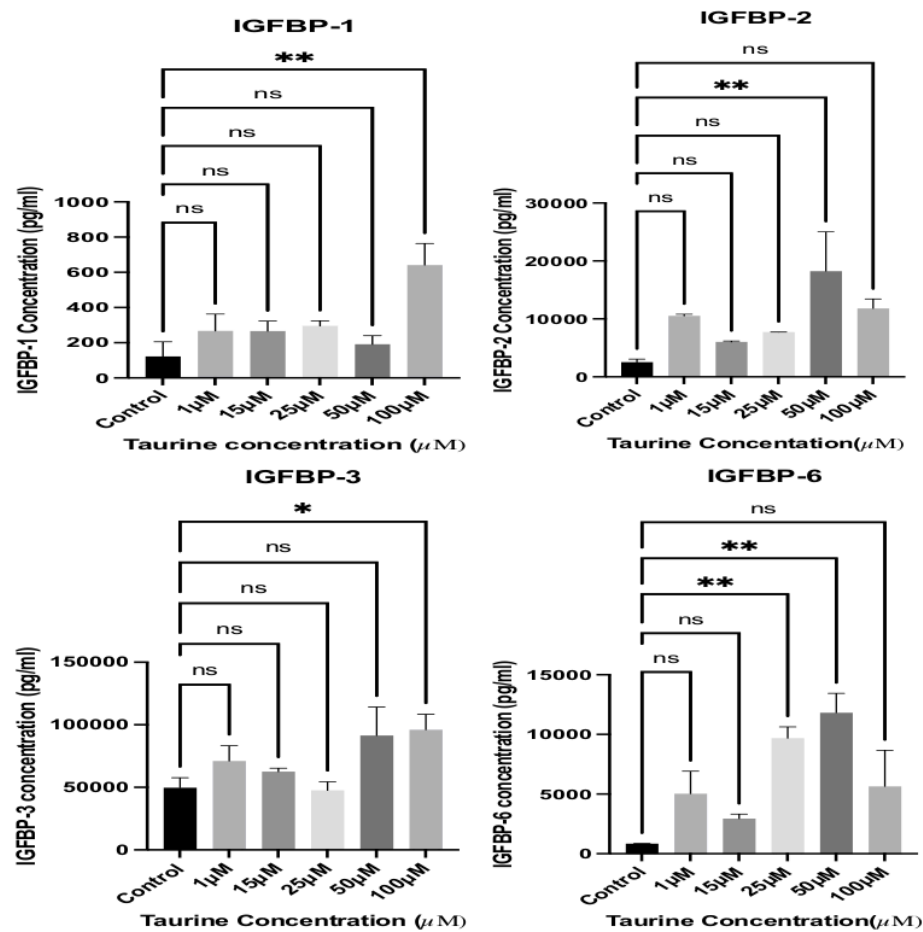 IGFBP-1
**
ns
ns
ns
ns
IGFBP-1 Concentration (pg/ml)
1000
800
600
400
200
0
Control
1µM
15µM
25µM
50µM
100µM
Taurine concentration (µM)
IGFBP-2
ns
**
ns
ns
ns
IGFBP-2 Concentration (pg/ml)
30000
20000
10000
0
Control
1µM
15µM
25µM
50µM
100µM
Taurine Concentation(µM)
IGFBP-3
*
ns
ns
ns
ns
IGFBP-3 concentration (pg/ml)
150000
100000
50000
0
Control
1µM
15µM
25µM
50µM
100µM
Taurine Concentration (µM)
IGFBP-6
ns
**
**
ns
ns
IGFBP-6 concentration (pg/ml)
15000
10000
5000
0
Control
1µM
15µM
25µM
50µM
100µM
Taurine Concentration(µM)